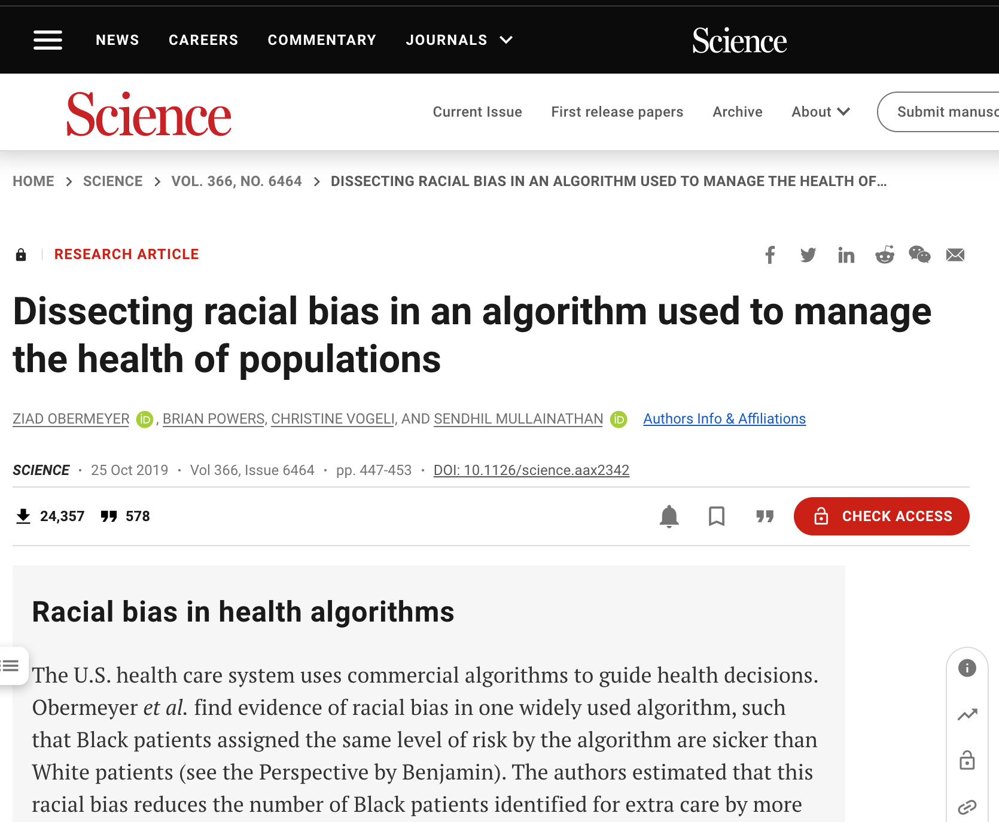 NEWS CAREERS COMMENTARY JOURNALS Science
Science Current Issue First release papers Archive About Submit manusc
HOME > SCIENCE > VOL. 366, NO. 6464 > DISSECTING RACIAL BIAS IN AN ALGORITHM USED TO MANAGE THE HEALTH OF…
RESEARCH ARTICLE
Dissecting racial bias in an algorithm used to manage
the health of populations
ZIAD OBERMEYER iD, BRIAN POWERS, CHRISTINE VOGELI, AND SENDHIL MULLAINATHAN iD Authors Info & Affiliations
SCIENCE • 25 Oct 2019 • Vol 366, Issue 6464 • pp. 447-453 • DOI: 10.1126/science.aax2342
24,357 578 CHECK ACCESS
Racial bias in health algorithms
The U.S. health care system uses commercial algorithms to guide health decisions.
Obermeyer et al. find evidence of racial bias in one widely used algorithm, such
that Black patients assigned the same level of risk by the algorithm are sicker than
White patients (see the Perspective by Benjamin). The authors estimated that this
racial bias reduces the number of Black patients identified for extra care by more